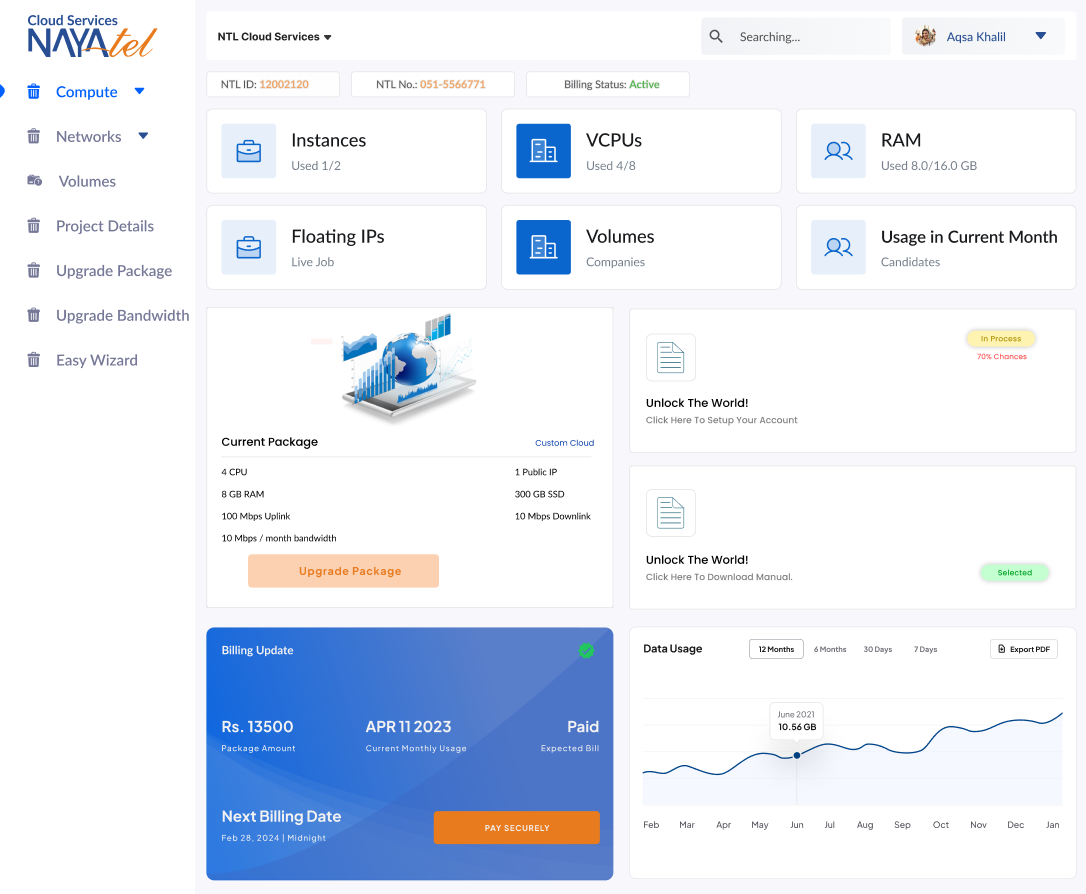 Cloud Services
NAYAtel
Compute
Networks
Volumes
Project Details
Upgrade Package
Upgrade Bandwidth
Easy Wizard
NTL Cloud Services
Searching...
Aqsa Khalil
NTL ID: 12002120
NTL No.: 051-5566771
Billing Status: Active
Instances
Used 1/2
VCPUs
Used 4/8
RAM
Used 8.0/16.0 GB
Floating IPs
Live Job
Volumes
Companies
Usage in Current Month
Candidates
Current Package
Custom Cloud
4 CPU
1 Public IP
8 GB RAM
300 GB SSD
100 Mbps Uplink
10 Mbps Downlink
10 Mbps / month bandwidth
Upgrade Package
In Process
70% Chances
Unlock The World!
Click Here To Setup Your Account
Unlock The World!
Click Here To Download Manual.
Selected
Billing Update
Rs. 13500
Package Amount
APR 11 2023
Current Monthly Usage
Paid
Expected Bill
Next Billing Date
Feb 28, 2024 | Midnight
PAY SECURELY
Data Usage
12 Months
6 Months
30 Days
7 Days
Export PDF
June 2021
10.56 GB
Feb Mar Apr May Jun Jul Aug Sep Oct Nov Dec Jan